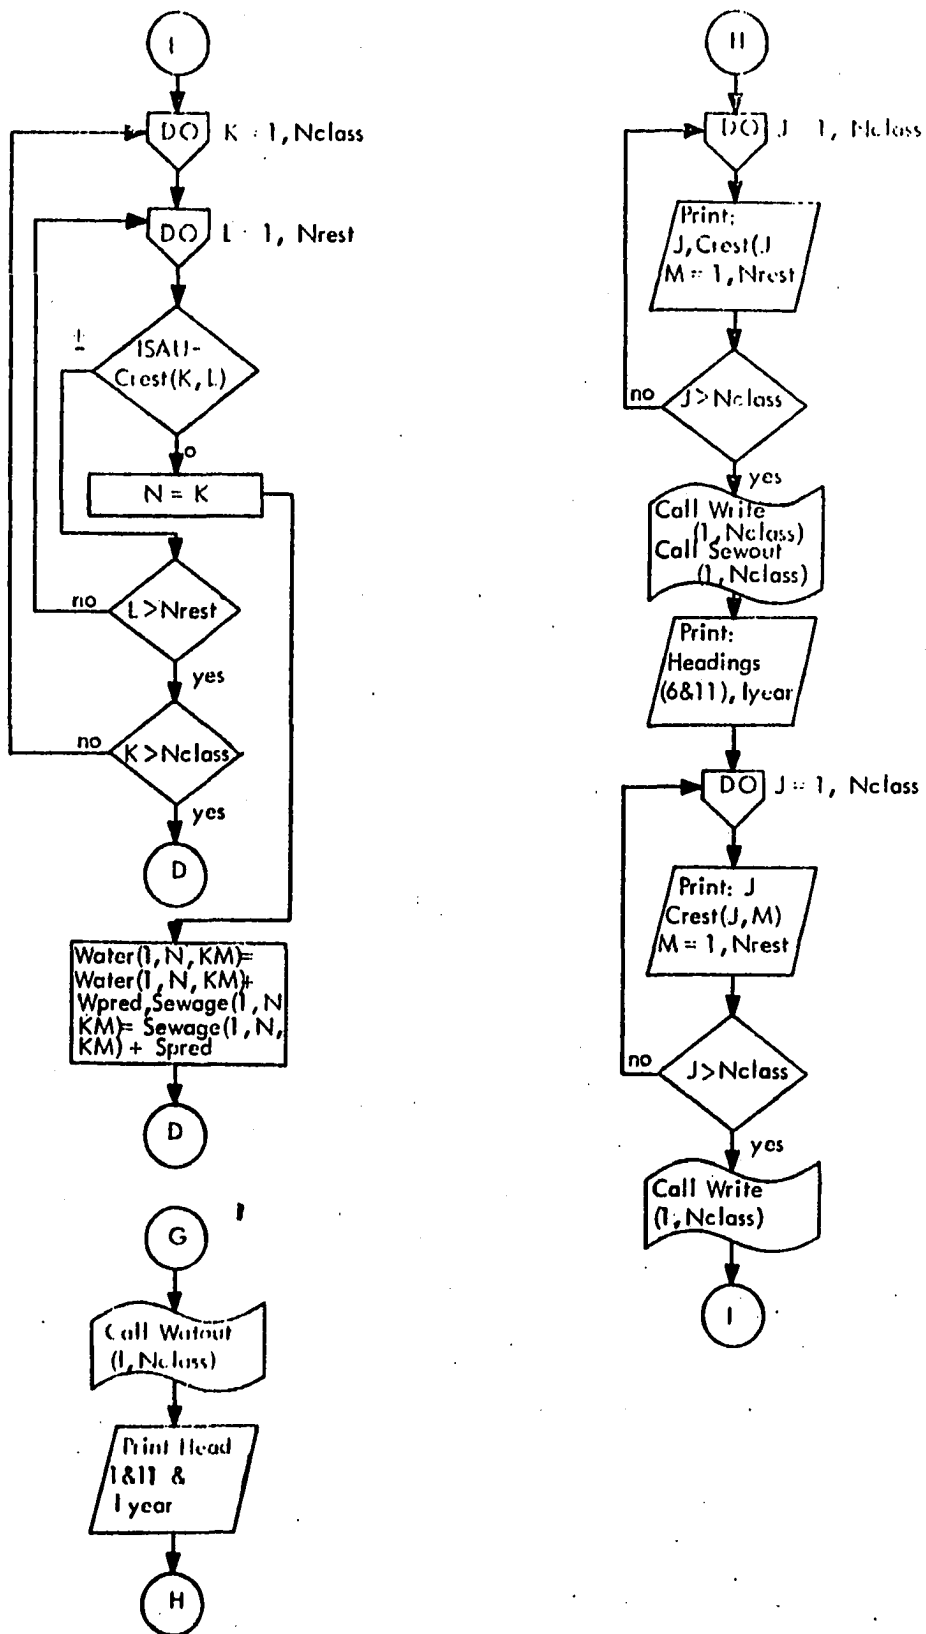 DO K = 1, Nclass
DO L = 1, Nrest
±
ISAU-
Crest(K, L)
o
N = K
L > Nrest
no
yes
K > Nclass
no
yes
D
Water(1, N, KM)=
Water(1, N, KM)+
Wpred, Sewage(1, N
KM)= Sewage(1, N,
KM) + Spred
D
G
Call Watout
(1, Nclass)
Print Head
1&11 &
Iyear
H
H
DO J = 1, Nclass
Print:
J, Crest(J
M = 1, Nrest
J > Nclass
no
yes
Call Write
(1, Nclass)
Call Sewout
(1, Nclass)
Print:
Headings
(6&11), Iyear
DO J = 1, Nclass
Print: J
Crest(J, M)
M = 1, Nrest
J > Nclass
no
yes
Call Write
(1, Nclass)
I